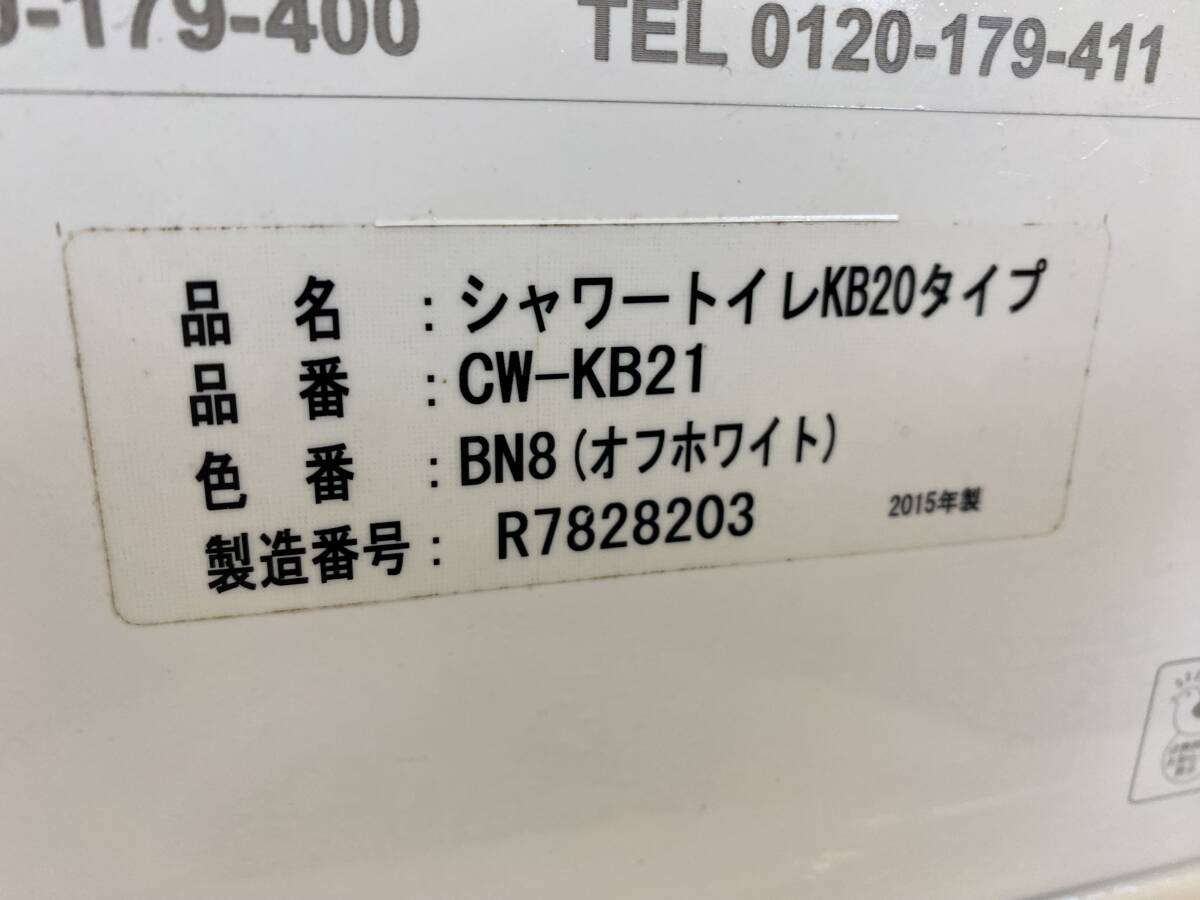 0-179-400
TEL 0120-179-411
品名：シャワートイレKB20タイプ
品番：CW-KB21
色番：BN8(オフホワイト)
製造番号：R7828203
2015年製